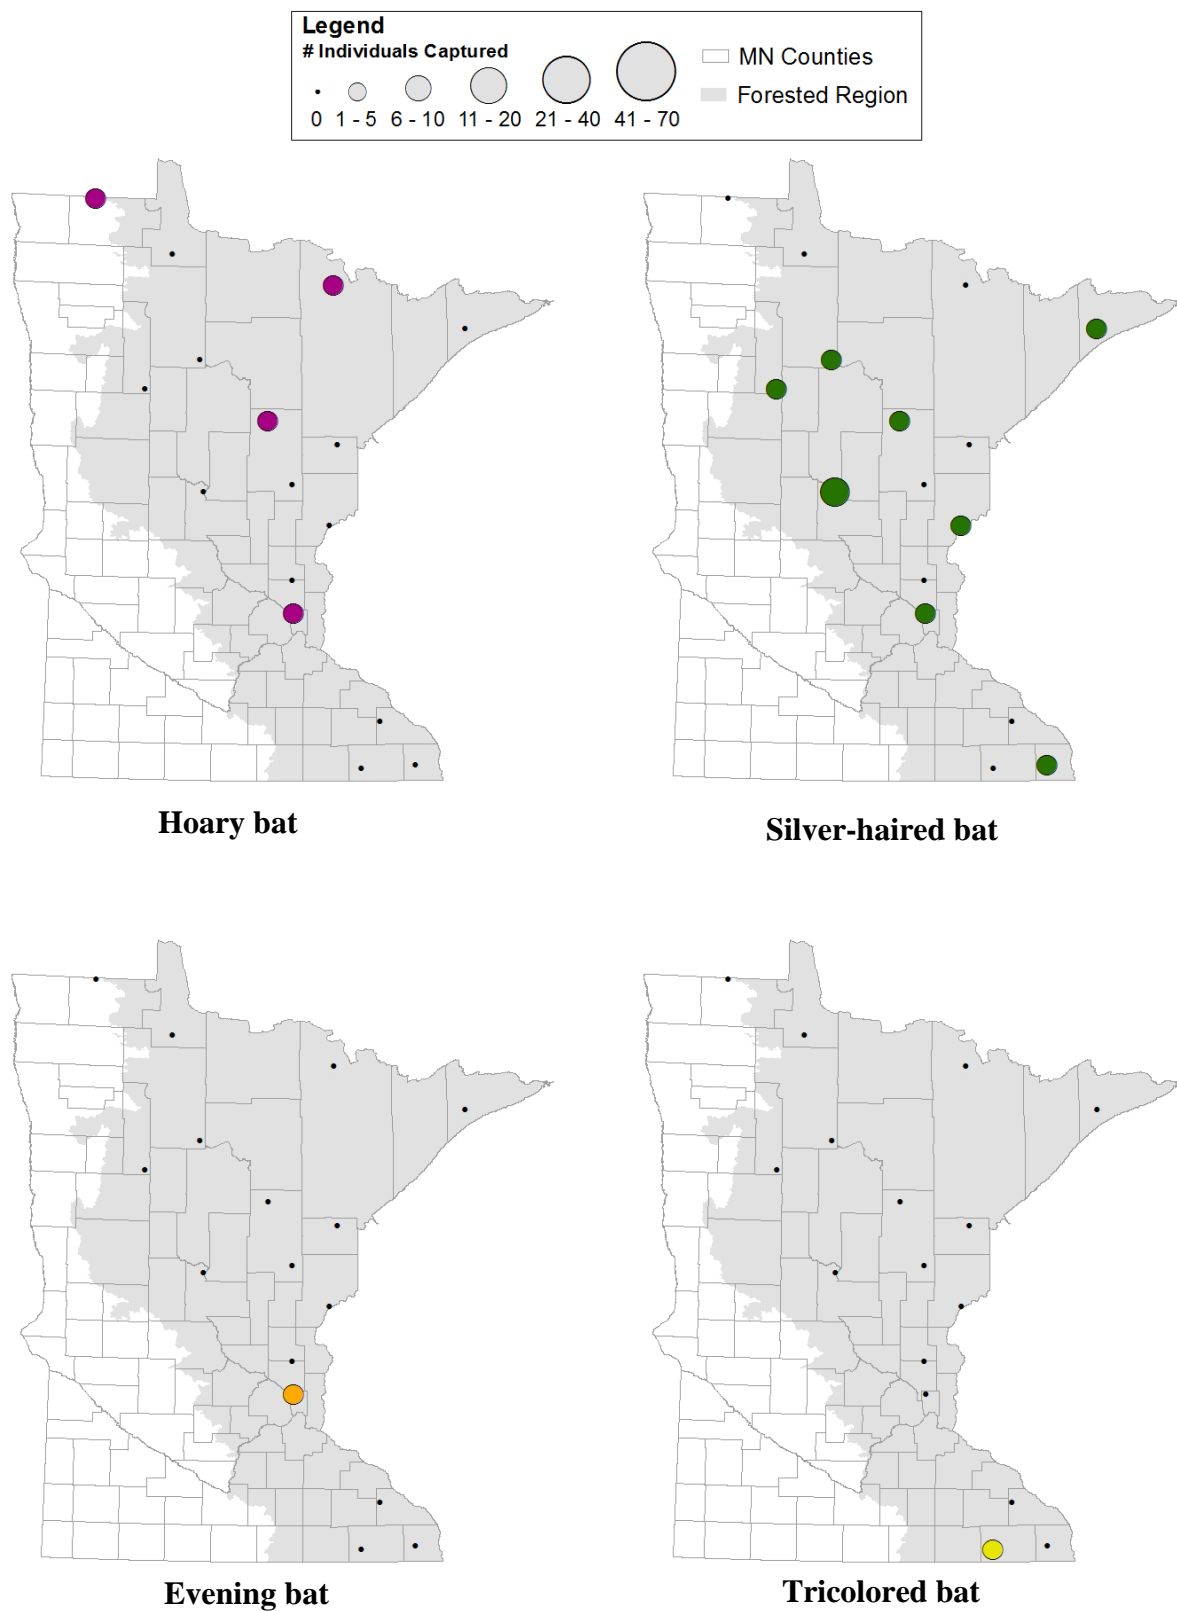 Legend
# Individuals Captured
0 1 - 5 6 - 10 11 - 20 21 - 40 41 - 70
MN Counties
Forested Region
Hoary bat
Silver-haired bat
Evening bat
Tricolored bat